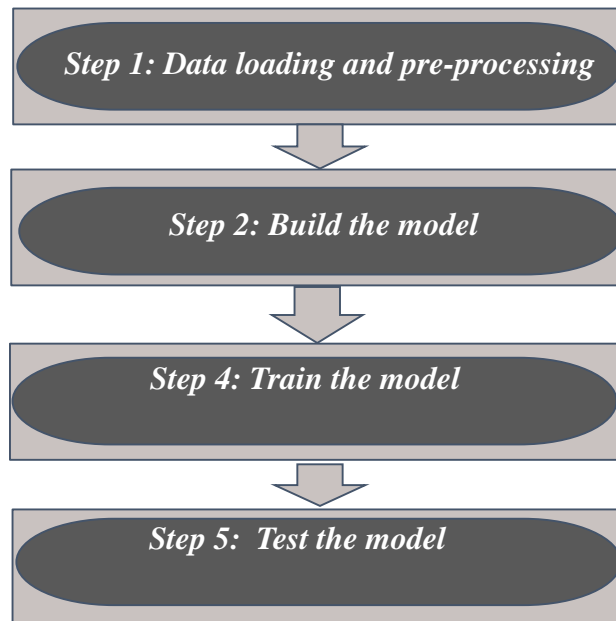 Step 1: Data loading and pre-processing
Step 2: Build the model
Step 4: Train the model
Step 5: Test the model